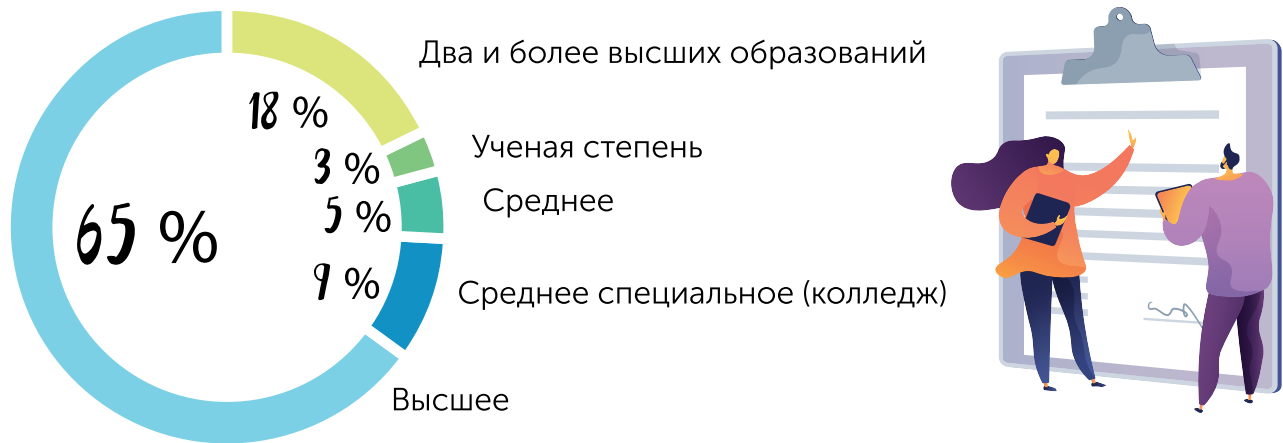 Два и более высших образований
18 %
Ученая степень
3 %
Среднее
5 %
65 %
9 %
Среднее специальное (колледж)
Высшее